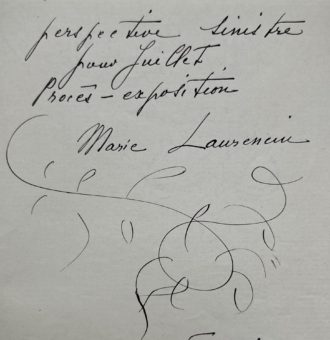 perspective sinistre
pour Juillet
Procès - exposition
Marie Laurencin